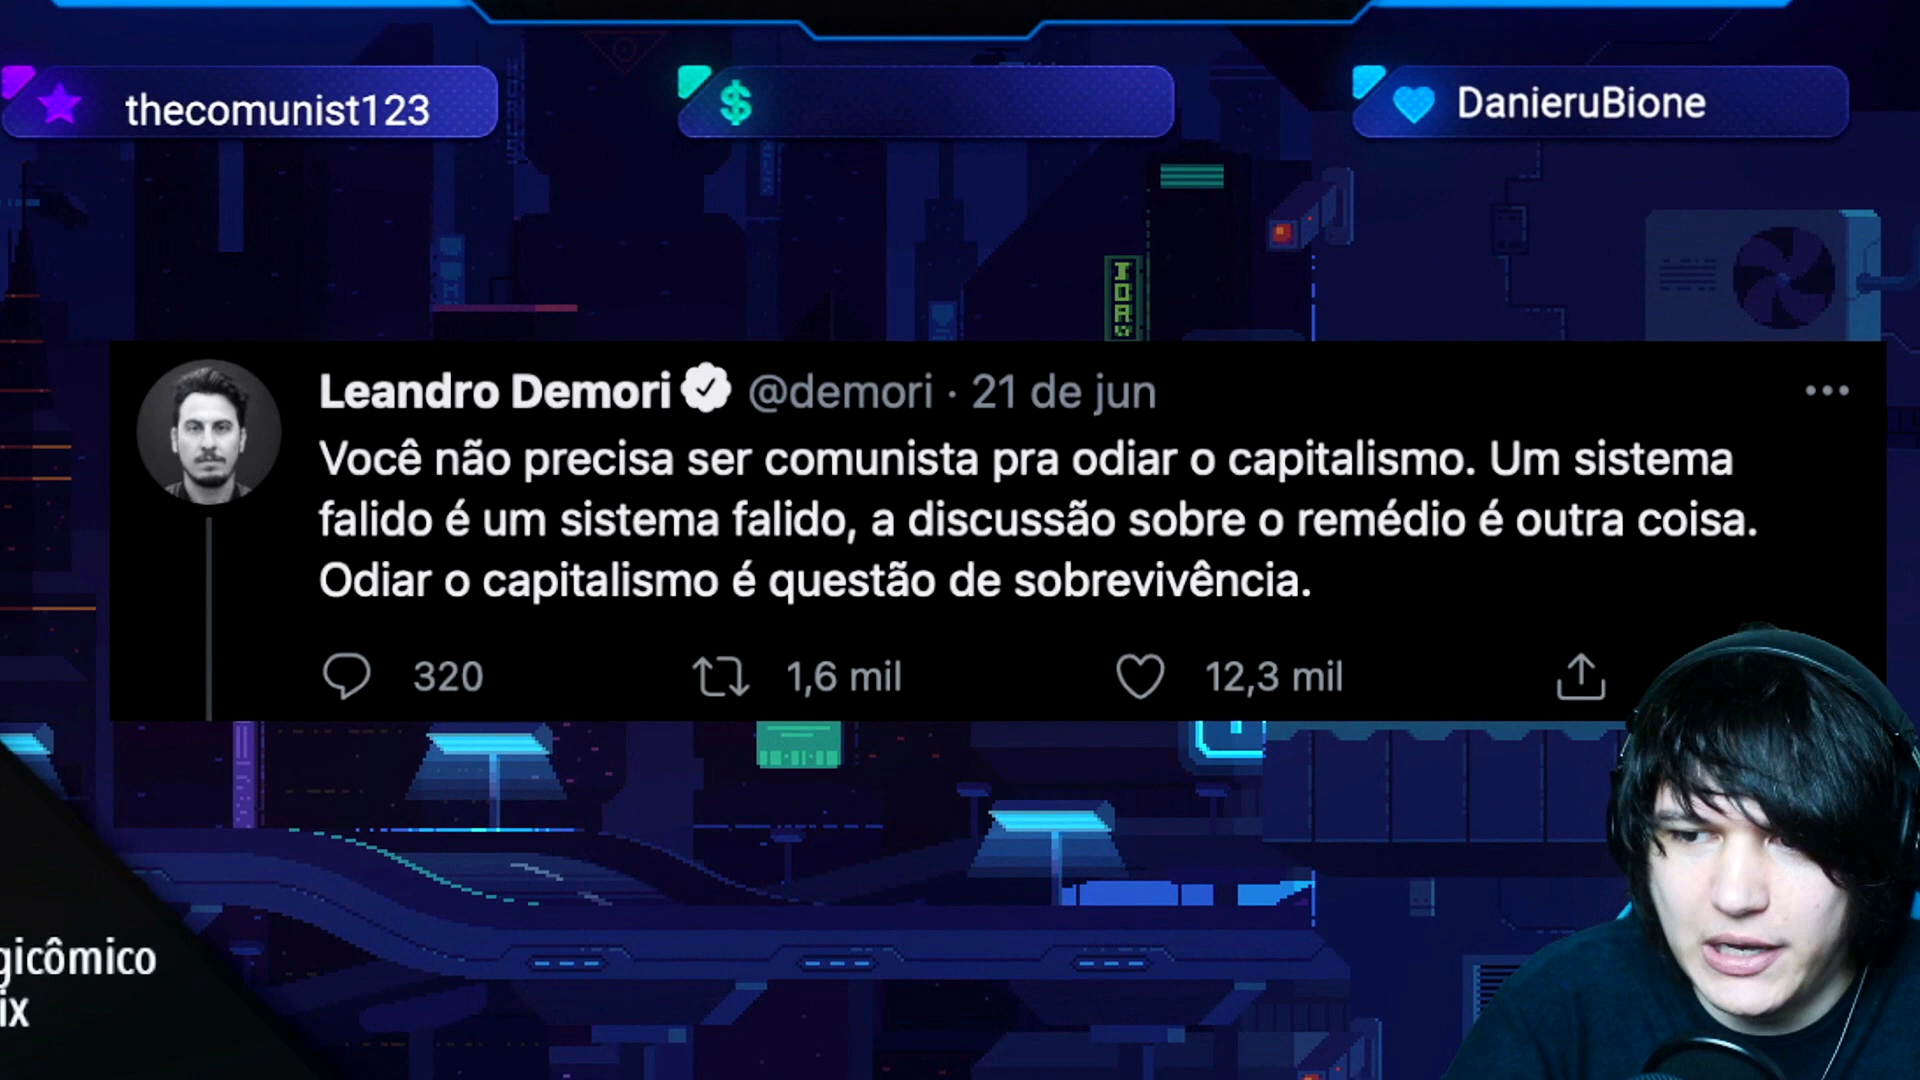 thecomunist123
$
DanieruBione
Leandro Demori @demori · 21 de jun
Você não precisa ser comunista pra odiar o capitalismo. Um sistema
falido é um sistema falido, a discussão sobre o remédio é outra coisa.
Odiar o capitalismo é questão de sobrevivência.
320 1,6 mil 12,3 mil
gicômico
ix